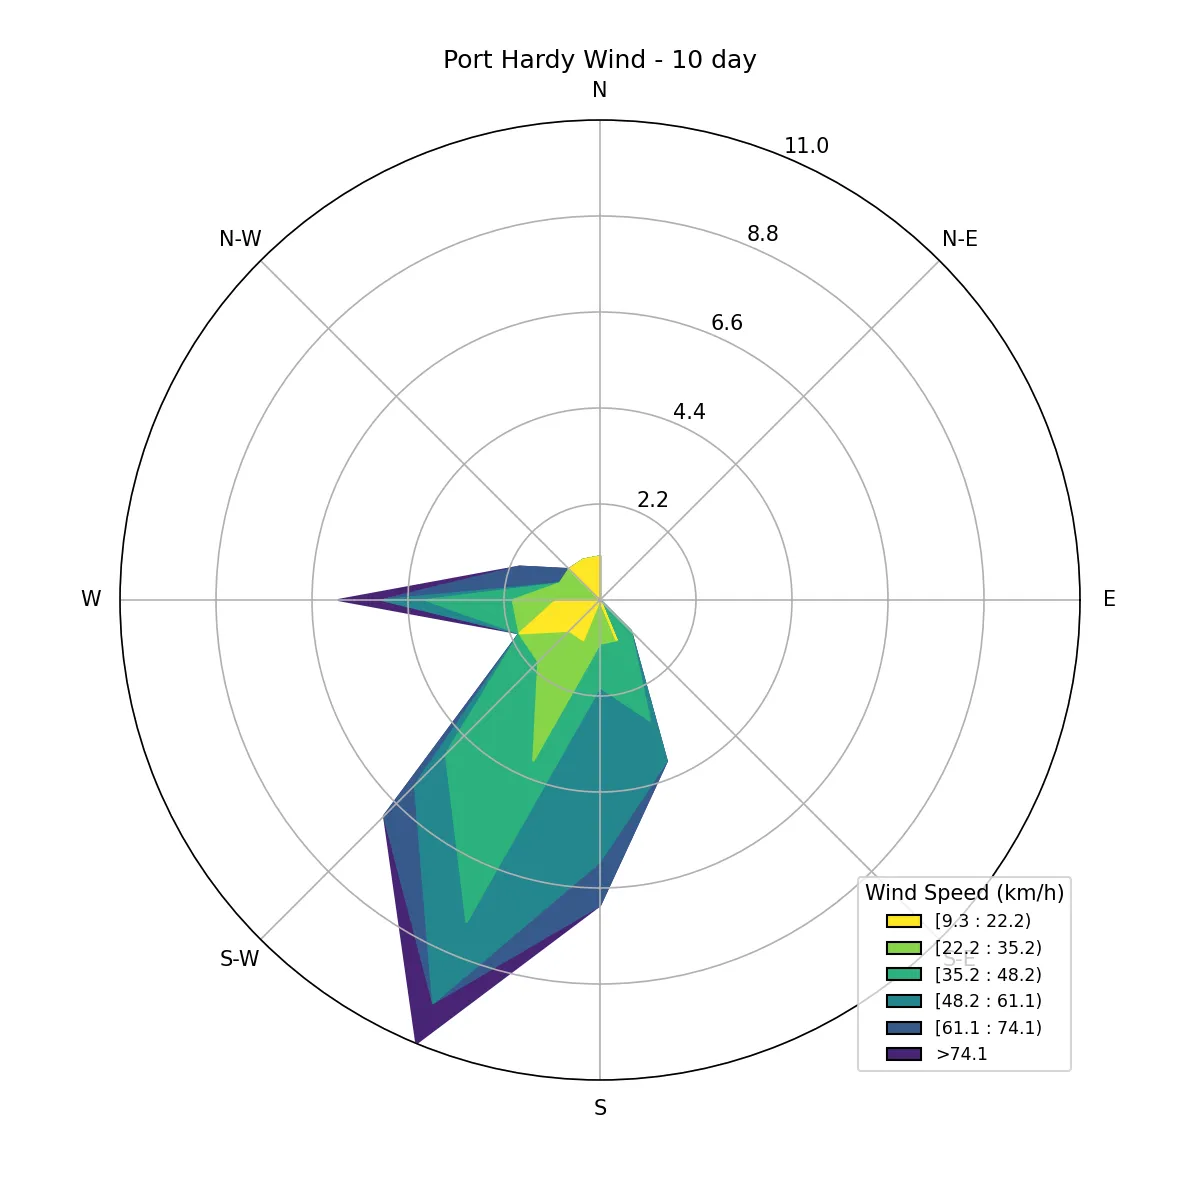 Port Hardy Wind - 10 day
N
11.0
N-W
8.8
N-E
6.6
4.4
2.2
W
E
S-W
S-E
S
Wind Speed (km/h)
[9.3 : 22.2)
[22.2 : 35.2)
[35.2 : 48.2)
[48.2 : 61.1)
[61.1 : 74.1)
>74.1